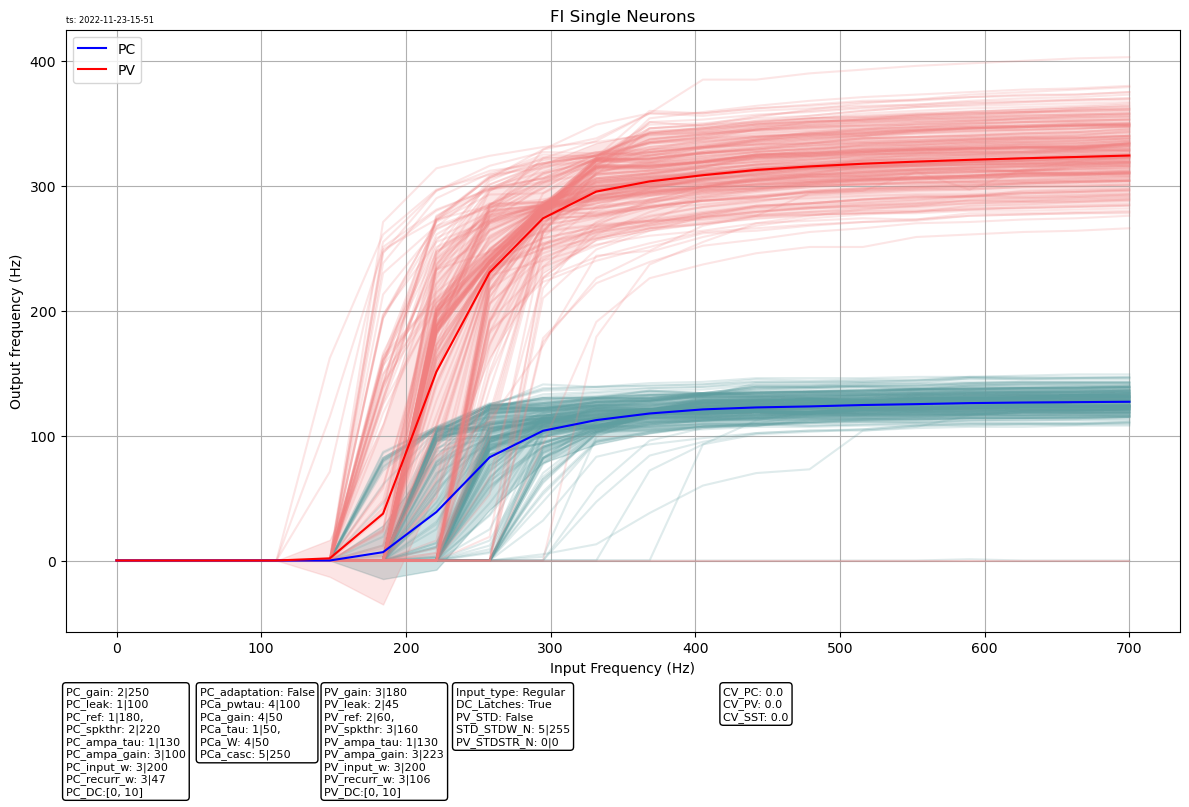 ts: 2022-11-23-15-51
FI Single Neurons
PC
PV
Output frequency (Hz)
400
300
200
100
0
0 100 200 300 400 500 600 700
Input Frequency (Hz)
PC_gain: 2|250
PC_leak: 1|100
PC_ref: 1|180,
PC_spkthr: 2|220
PC_ampa_tau: 1|130
PC_ampa_gain: 3|100
PC_input_w: 3|200
PC_recurr_w: 3|47
PC_DC:[0, 10]
PC_adaptation: False
PCa_pwtau: 4|100
PCa_gain: 4|50
PCa_tau: 1|50,
PCa_W: 4|50
PCa_casc: 5|250
PV_gain: 3|180
PV_leak: 2|45
PV_ref: 2|60,
PV_spkthr: 3|160
PV_ampa_tau: 1|130
PV_ampa_gain: 3|223
PV_input_w: 3|200
PV_recurr_w: 3|106
PV_DC:[0, 10]
Input_type: Regular
DC_Latches: True
PV_STD: False
STD_STDW_N: 5|255
PV_STDSTR_N: 0|0
CV_PC: 0.0
CV_PV: 0.0
CV_SST: 0.0